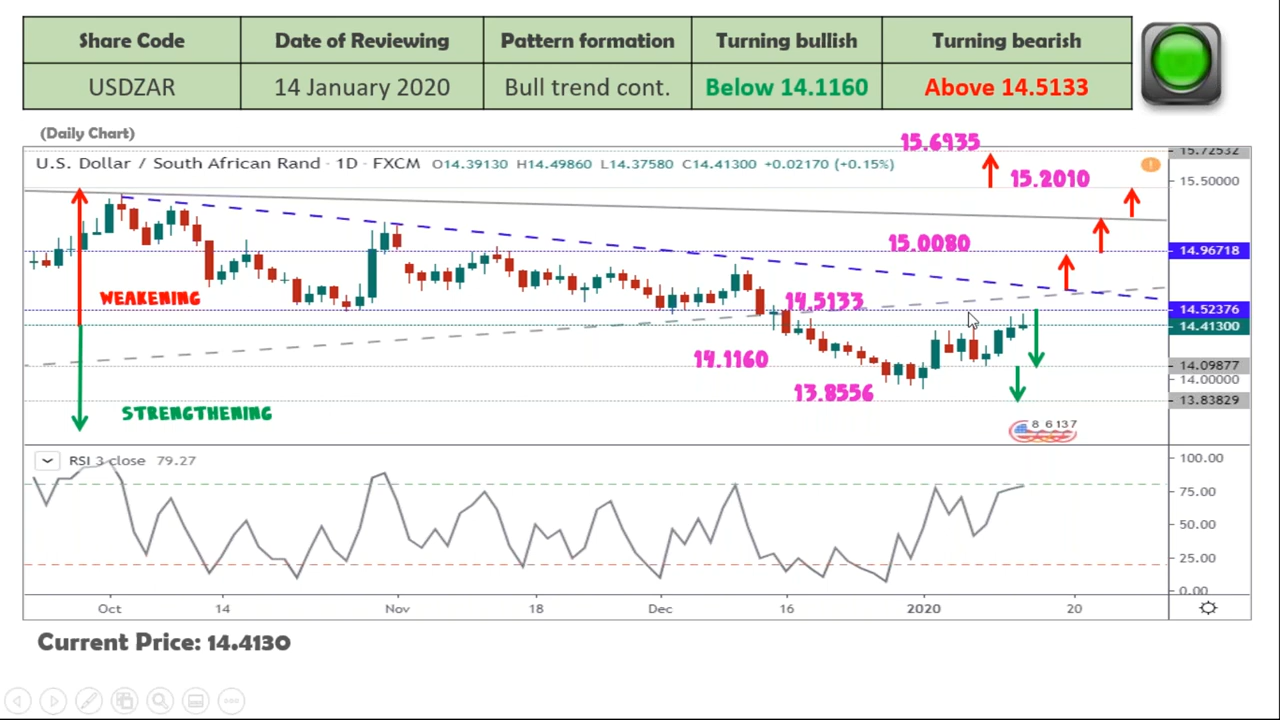 Share Code Date of Reviewing Pattern formation Turning bullish Turning bearish
USDZAR 14 January 2020 Bull trend cont. Below 14.1160 Above 14.5133
(Daily Chart)
15.6935
15.72532
U.S. Dollar / South African Rand · 1D · FXCM O14.39130 H14.49860 L14.37580 C14.41300 +0.02170 (+0.15%)
15.2010
15.50000
15.0080
14.96718
WEAKENING
14.5133
14.52376
14.41300
14.1160
14.09877
14.00000
13.8556
13.83829
STRENGTHENING
8 6 137
RSI 3 close 79.27
100.00
75.00
50.00
25.00
0.00
Oct 14 Nov 18 Dec 16 2020 20
Current Price: 14.4130